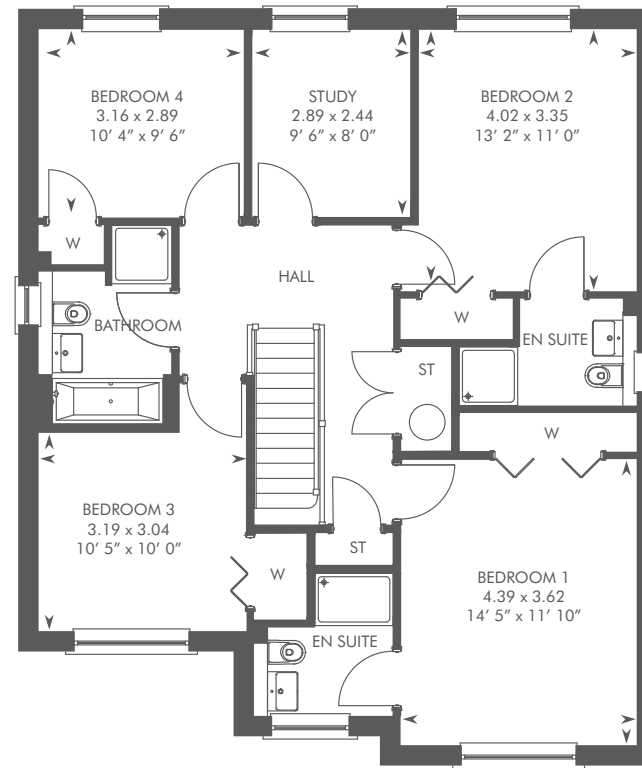 BEDROOM 4
3.16 x 2.89
10’ 4” x 9’ 6”
STUDY
2.89 x 2.44
9’ 6” x 8’ 0”
BEDROOM 2
4.02 x 3.35
13’ 2” x 11’ 0”
W
HALL
BATHROOM
W
EN SUITE
ST
W
BEDROOM 3
3.19 x 3.04
10’ 5” x 10’ 0”
ST
W
BEDROOM 1
4.39 x 3.62
14’ 5” x 11’ 10”
EN SUITE